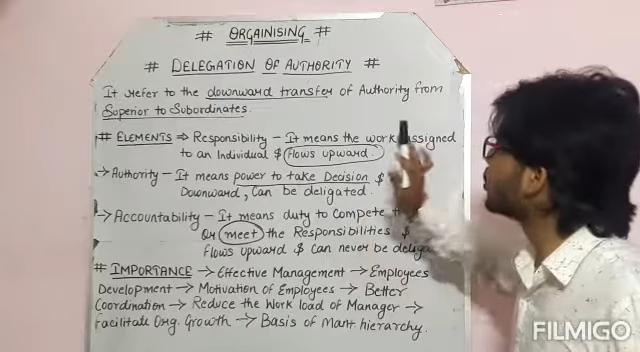 # ORGAINISING #
# DELEGATION OF AUTHORITY #
It refer to the downward transfer of Authority from
Superior to Subordinates.
# ELEMENTS ⇒ Responsibility - It means the work assigned
to an Individual $ flows upward.
→ Authority - It means power to take Decision $
Downward, Can be deligated.
→ Accountability - It means duty to Compete
Or meet the Responsibilities $
flows upward $ Can never be
# IMPORTANCE → Effective Management → Employees
Development → Motivation of Employees → Better
Coordination → Reduce the Work load of Manager →
Facilitate Org. Growth → Basis of Mant hierarchy.
FILMIGO